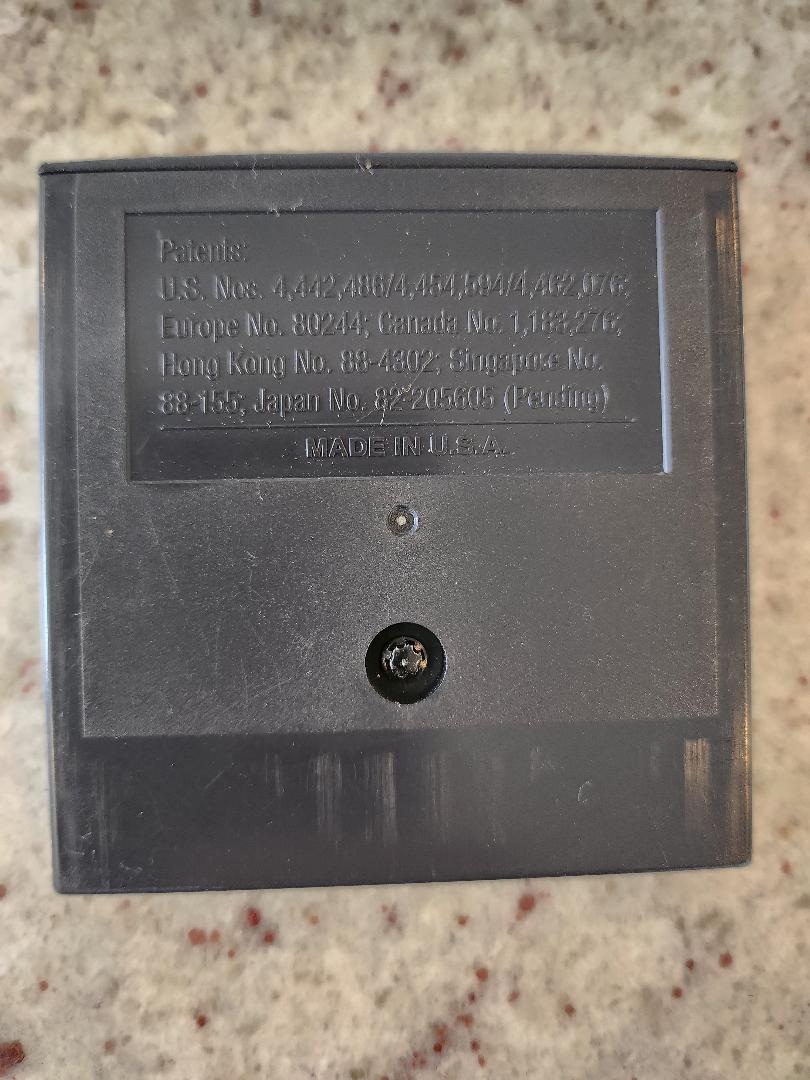 Patents:
U.S. Nos. 4,442,486/4,454,594/4,462,076;
Europe No. 80244; Canada No. 1,183,276;
Hong Kong No. 88-4302; Singapore No.
88-155; Japan No. 82-205605 (Pending)
MADE IN U.S.A.